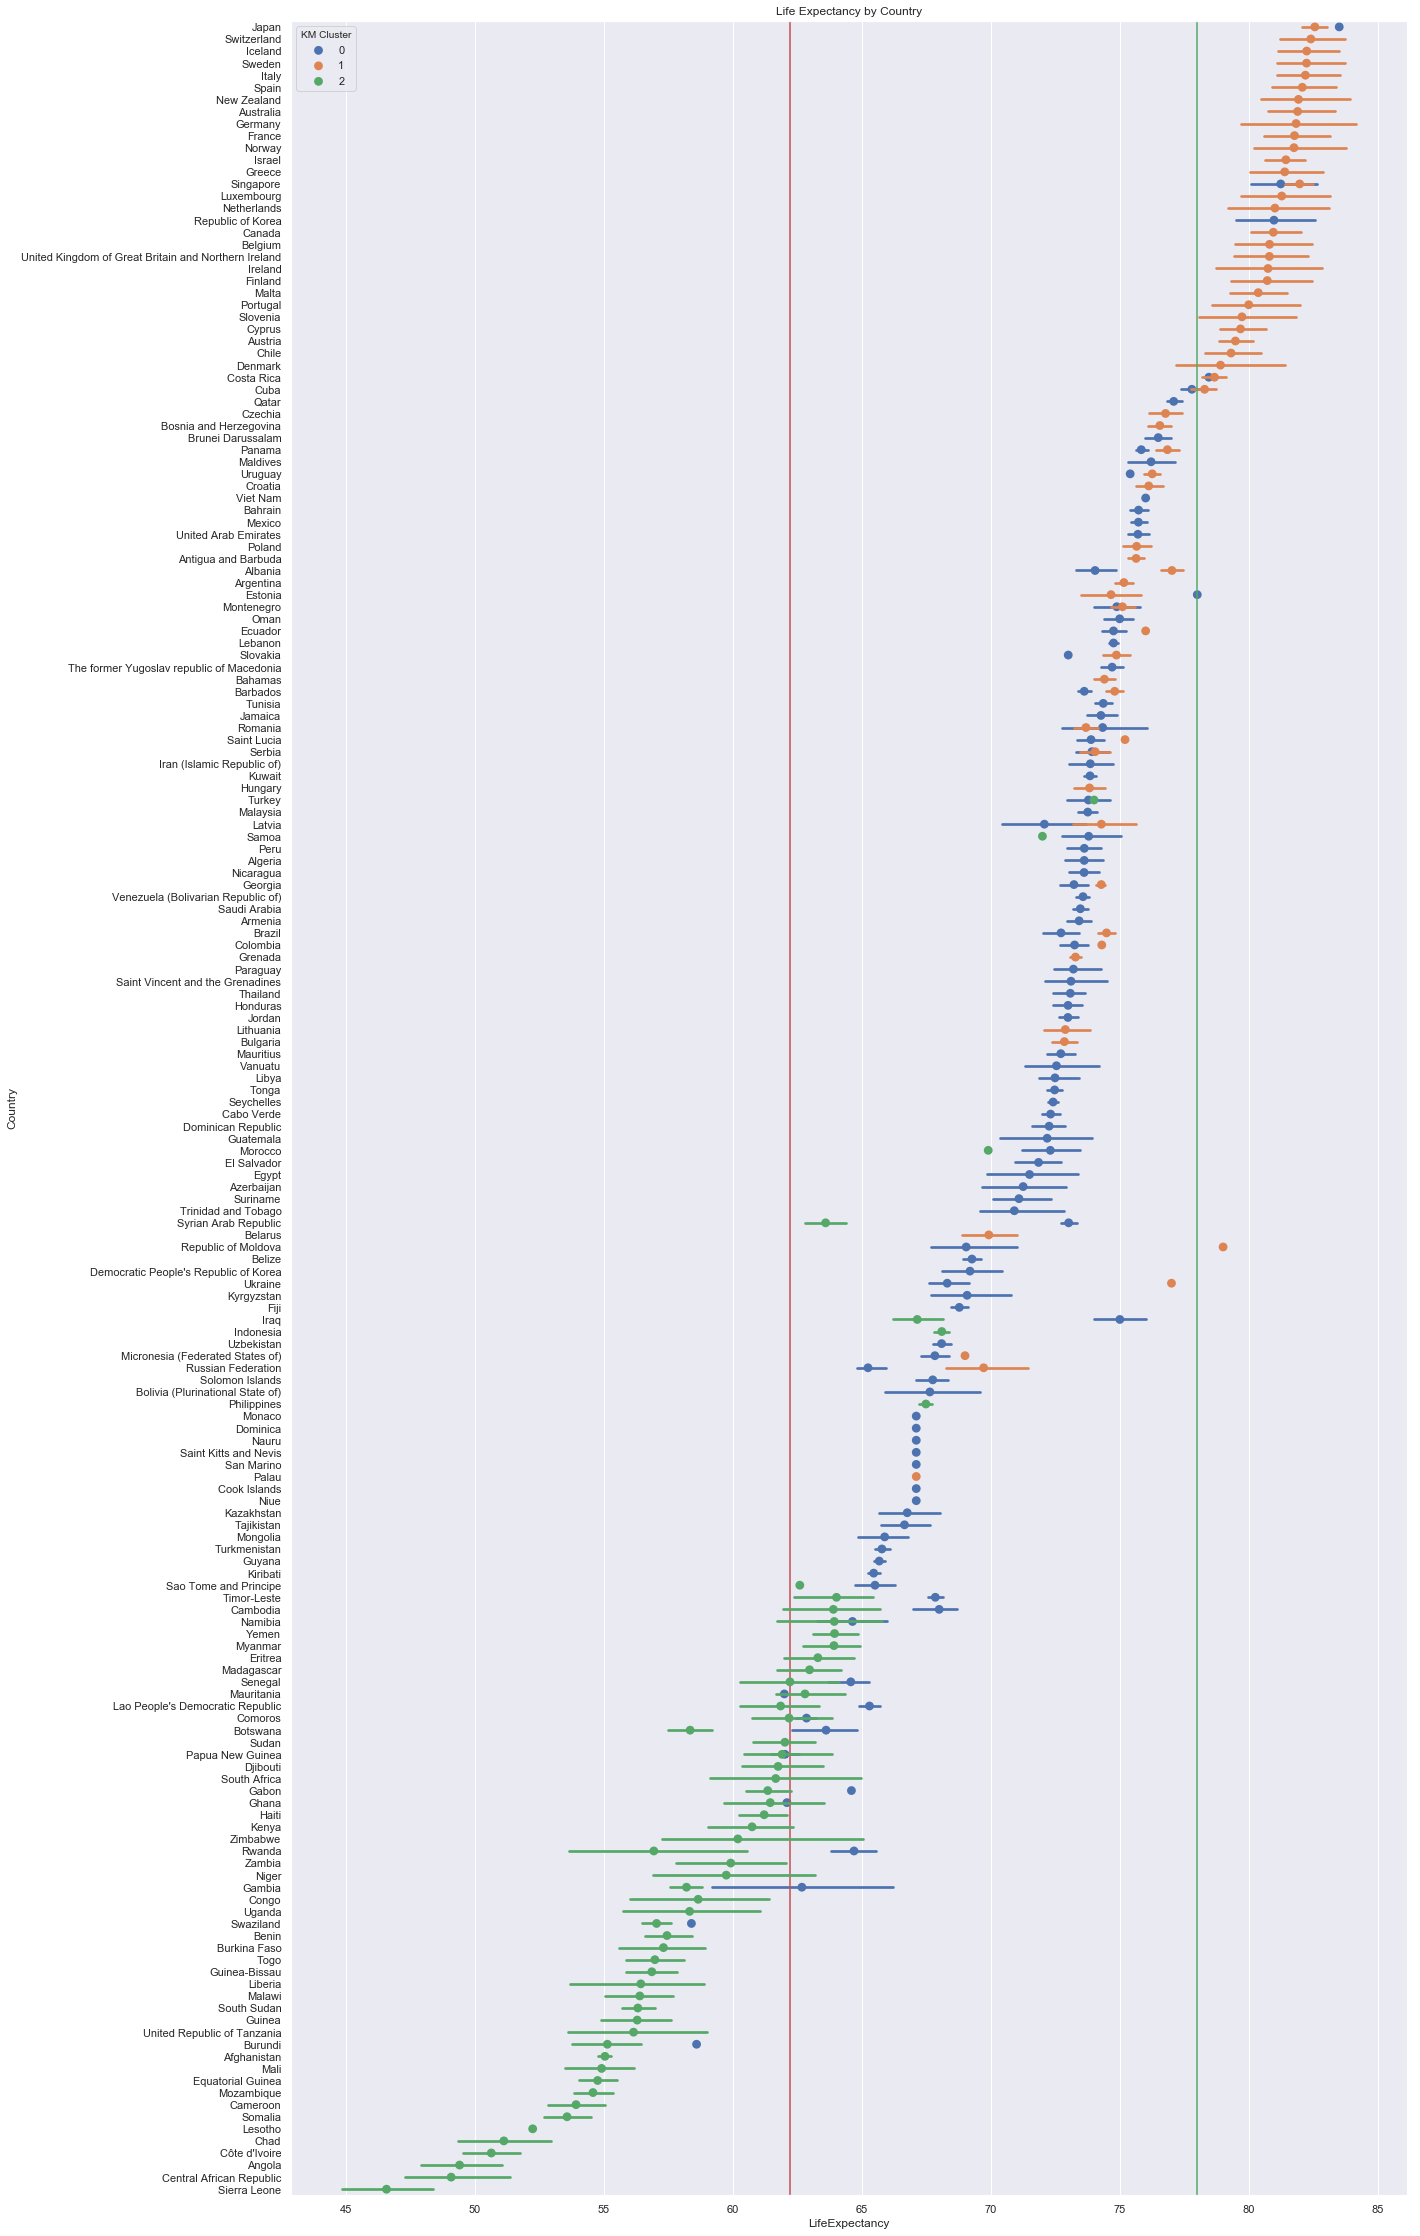 Life Expectancy by Country
KM Cluster
0
1
2
Japan
Switzerland
Iceland
Sweden
Italy
Spain
New Zealand
Australia
Germany
France
Norway
Israel
Greece
Singapore
Luxembourg
Netherlands
Republic of Korea
Canada
Belgium
United Kingdom of Great Britain and Northern Ireland
Ireland
Finland
Malta
Portugal
Slovenia
Cyprus
Austria
Chile
Denmark
Costa Rica
Cuba
Qatar
Czechia
Bosnia and Herzegovina
Brunei Darussalam
Panama
Maldives
Uruguay
Croatia
Viet Nam
Bahrain
Mexico
United Arab Emirates
Poland
Antigua and Barbuda
Albania
Argentina
Estonia
Montenegro
Oman
Ecuador
Lebanon
Slovakia
The former Yugoslav republic of Macedonia
Bahamas
Barbados
Tunisia
Jamaica
Romania
Saint Lucia
Serbia
Iran (Islamic Republic of)
Kuwait
Hungary
Turkey
Malaysia
Latvia
Samoa
Peru
Algeria
Nicaragua
Georgia
Venezuela (Bolivarian Republic of)
Saudi Arabia
Armenia
Brazil
Colombia
Grenada
Paraguay
Saint Vincent and the Grenadines
Thailand
Honduras
Jordan
Lithuania
Bulgaria
Mauritius
Vanuatu
Libya
Tonga
Seychelles
Cabo Verde
Dominican Republic
Guatemala
Morocco
El Salvador
Egypt
Azerbaijan
Suriname
Trinidad and Tobago
Syrian Arab Republic
Belarus
Republic of Moldova
Belize
Democratic People's Republic of Korea
Ukraine
Kyrgyzstan
Fiji
Iraq
Indonesia
Uzbekistan
Micronesia (Federated States of)
Russian Federation
Solomon Islands
Bolivia (Plurinational State of)
Philippines
Monaco
Dominica
Nauru
Saint Kitts and Nevis
San Marino
Palau
Cook Islands
Niue
Kazakhstan
Tajikistan
Mongolia
Turkmenistan
Guyana
Kiribati
Sao Tome and Principe
Timor-Leste
Cambodia
Namibia
Yemen
Myanmar
Eritrea
Madagascar
Senegal
Mauritania
Lao People's Democratic Republic
Comoros
Botswana
Sudan
Papua New Guinea
Djibouti
South Africa
Gabon
Ghana
Haiti
Kenya
Zimbabwe
Rwanda
Zambia
Niger
Gambia
Congo
Uganda
Swaziland
Benin
Burkina Faso
Togo
Guinea-Bissau
Liberia
Malawi
South Sudan
Guinea
United Republic of Tanzania
Burundi
Afghanistan
Mali
Equatorial Guinea
Mozambique
Cameroon
Somalia
Lesotho
Chad
Côte d'Ivoire
Angola
Central African Republic
Sierra Leone
Country
45 50 55 60 65 70 75 80 85
LifeExpectancy